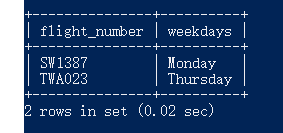 flight_number | weekdays
SW1387 | Monday
TWA023 | Thursday
2 rows in set (0.02 sec)